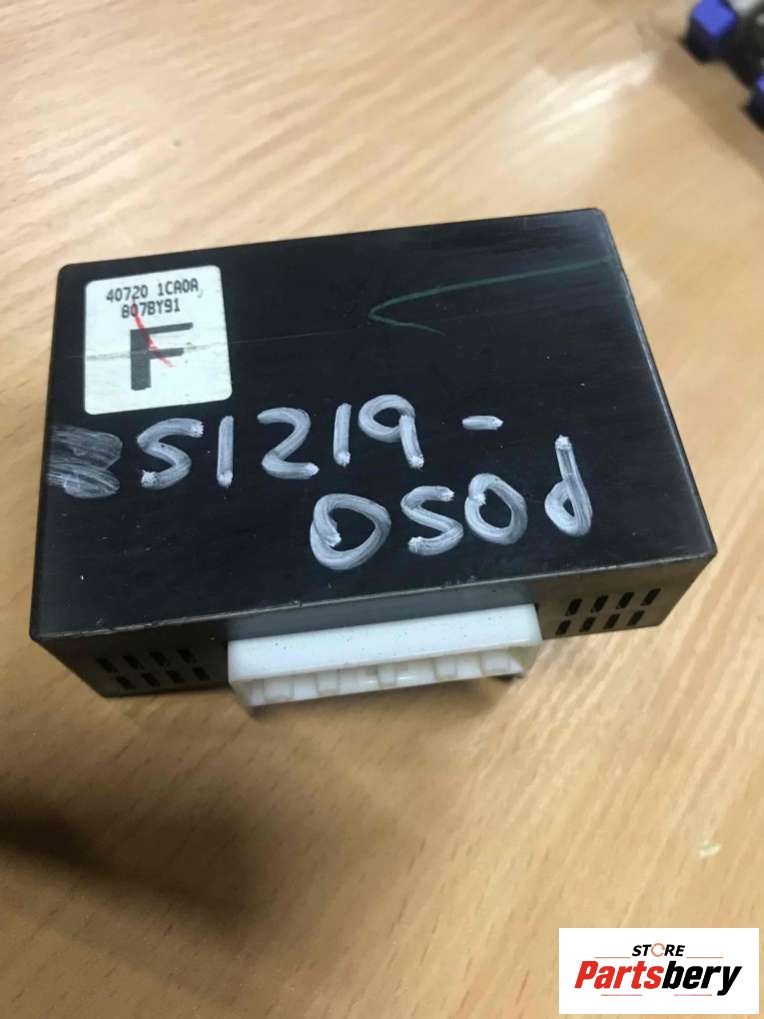 40720 1CA0A
807BY91
F
S1219-
0S0d
STORE
Partsbery